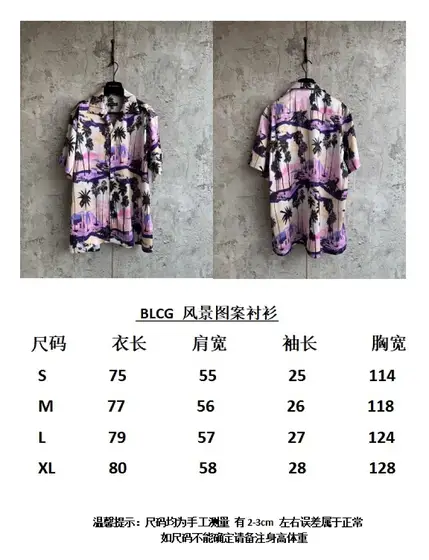 BLCG 风景图案衬衫
尺码 衣长 肩宽 袖长 胸宽
S 75 55 25 114
M 77 56 26 118
L 79 57 27 124
XL 80 58 28 128
温馨提示：尺码均为手工测量 有2-3cm 左右误差属于正常
如尺码不能确定请备注身高体重